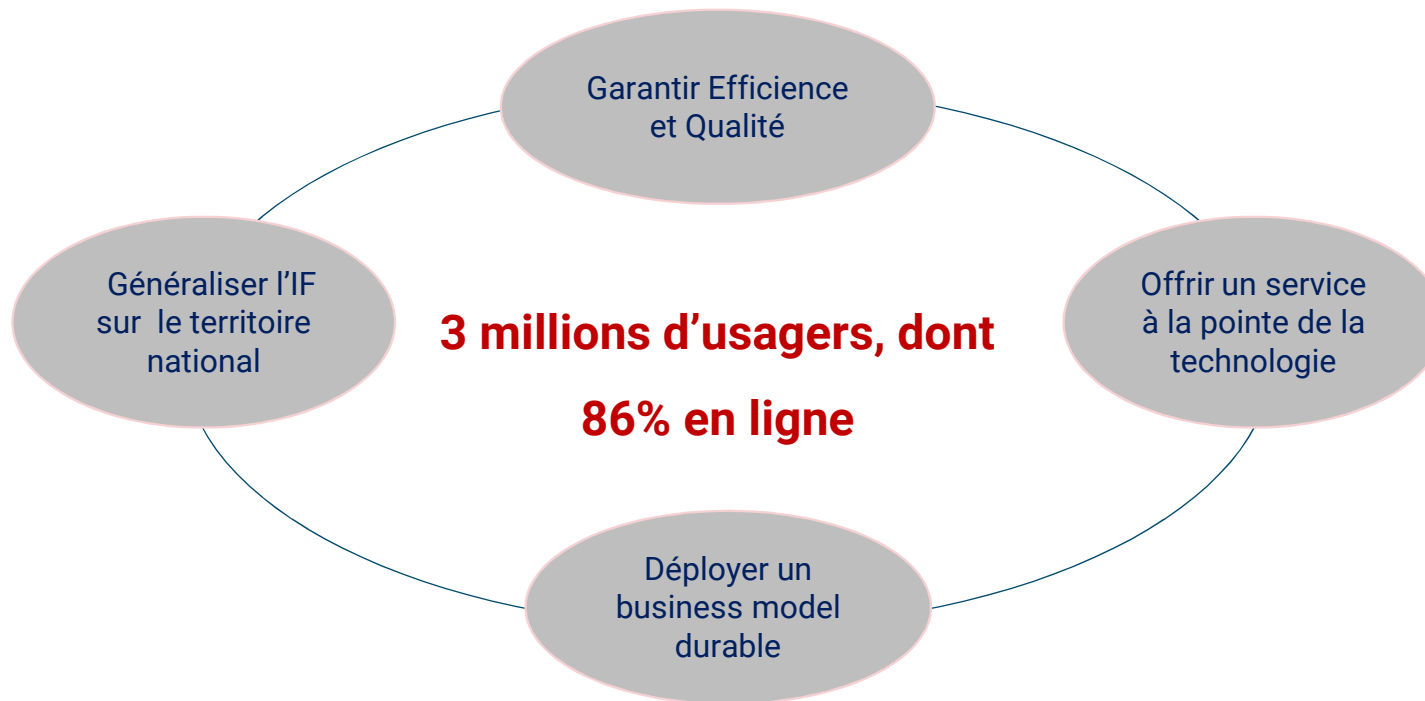 Garantir Efficience
et Qualité
Généraliser l’IF
sur le territoire
national
3 millions d’usagers, dont
86% en ligne
Offrir un service
à la pointe de la
technologie
Déployer un
business model
durable